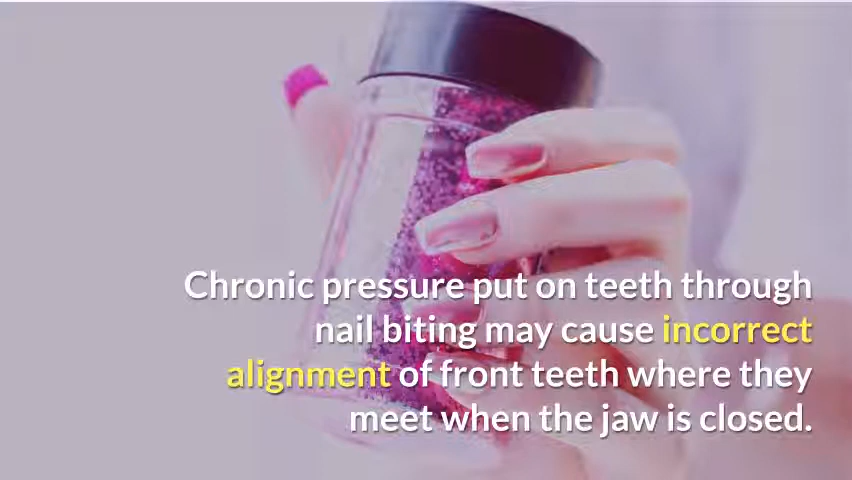 Chronic pressure put on teeth through
nail biting may cause incorrect
alignment of front teeth where they
meet when the jaw is closed.